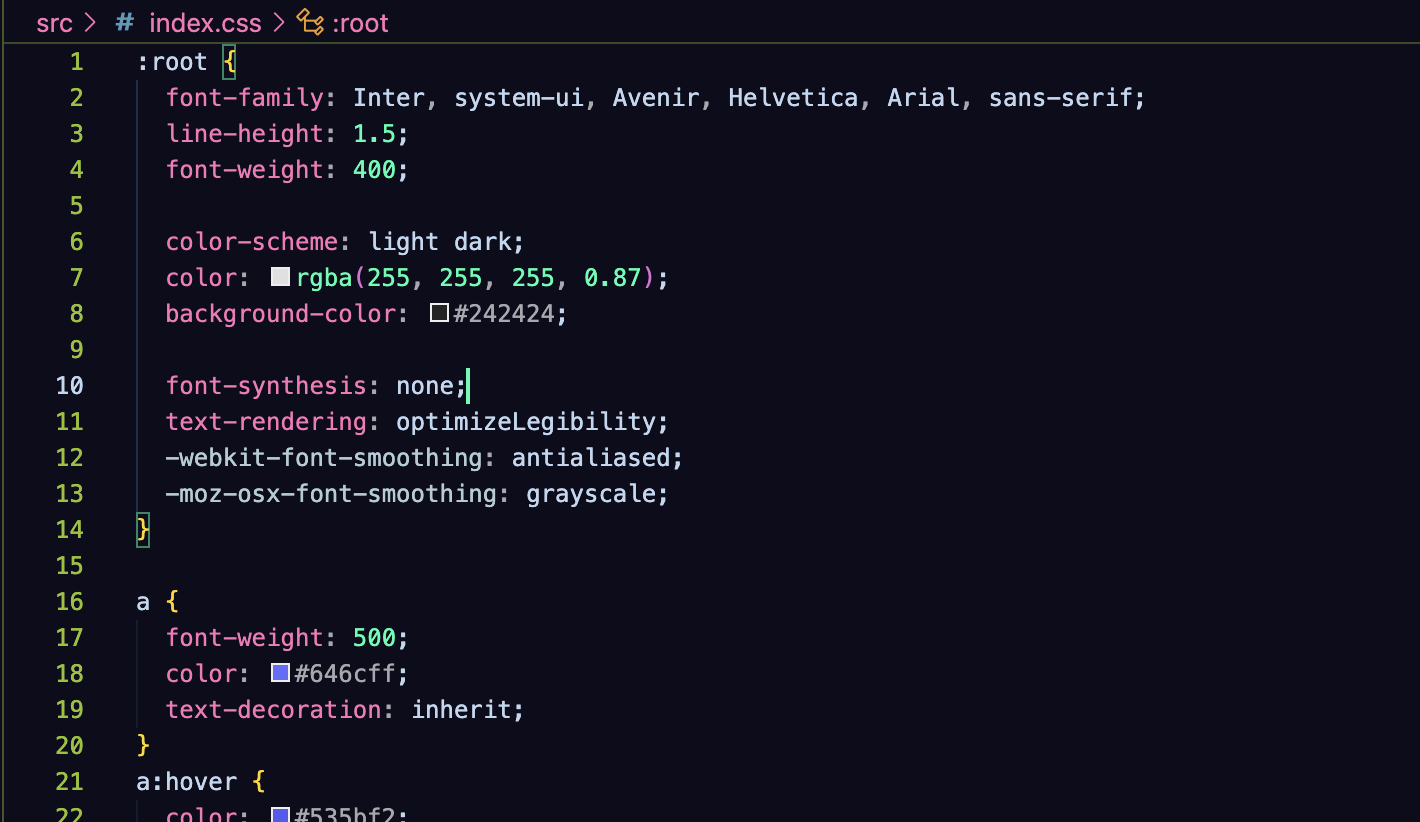 src > # index.css > :root
1 :root {
2 font-family: Inter, system-ui, Avenir, Helvetica, Arial, sans-serif;
3 line-height: 1.5;
4 font-weight: 400;
5
6 color-scheme: light dark;
7 color: rgba(255, 255, 255, 0.87);
8 background-color: #242424;
9
10 font-synthesis: none;
11 text-rendering: optimizeLegibility;
12 -webkit-font-smoothing: antialiased;
13 -moz-osx-font-smoothing: grayscale;
14 }
15
16 a {
17 font-weight: 500;
18 color: #646cff;
19 text-decoration: inherit;
20 }
21 a:hover {
22 color: #535bf2;